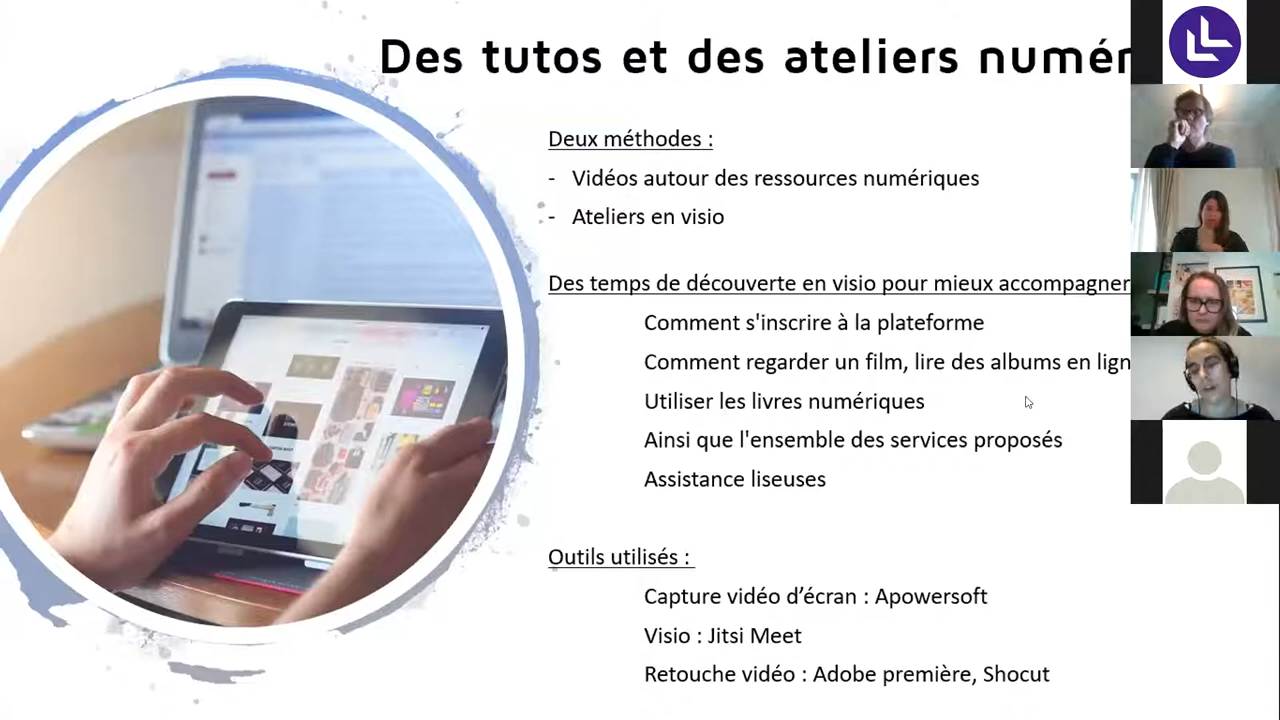 Des tutos et des ateliers numér
Deux méthodes :
- Vidéos autour des ressources numériques
- Ateliers en visio
Des temps de découverte en visio pour mieux accompagner
Comment s'inscrire à la plateforme
Comment regarder un film, lire des albums en lign
Utiliser les livres numériques
Ainsi que l'ensemble des services proposés
Assistance liseuses
Outils utilisés :
Capture vidéo d’écran : Apowersoft
Visio : Jitsi Meet
Retouche vidéo : Adobe première, Shocut